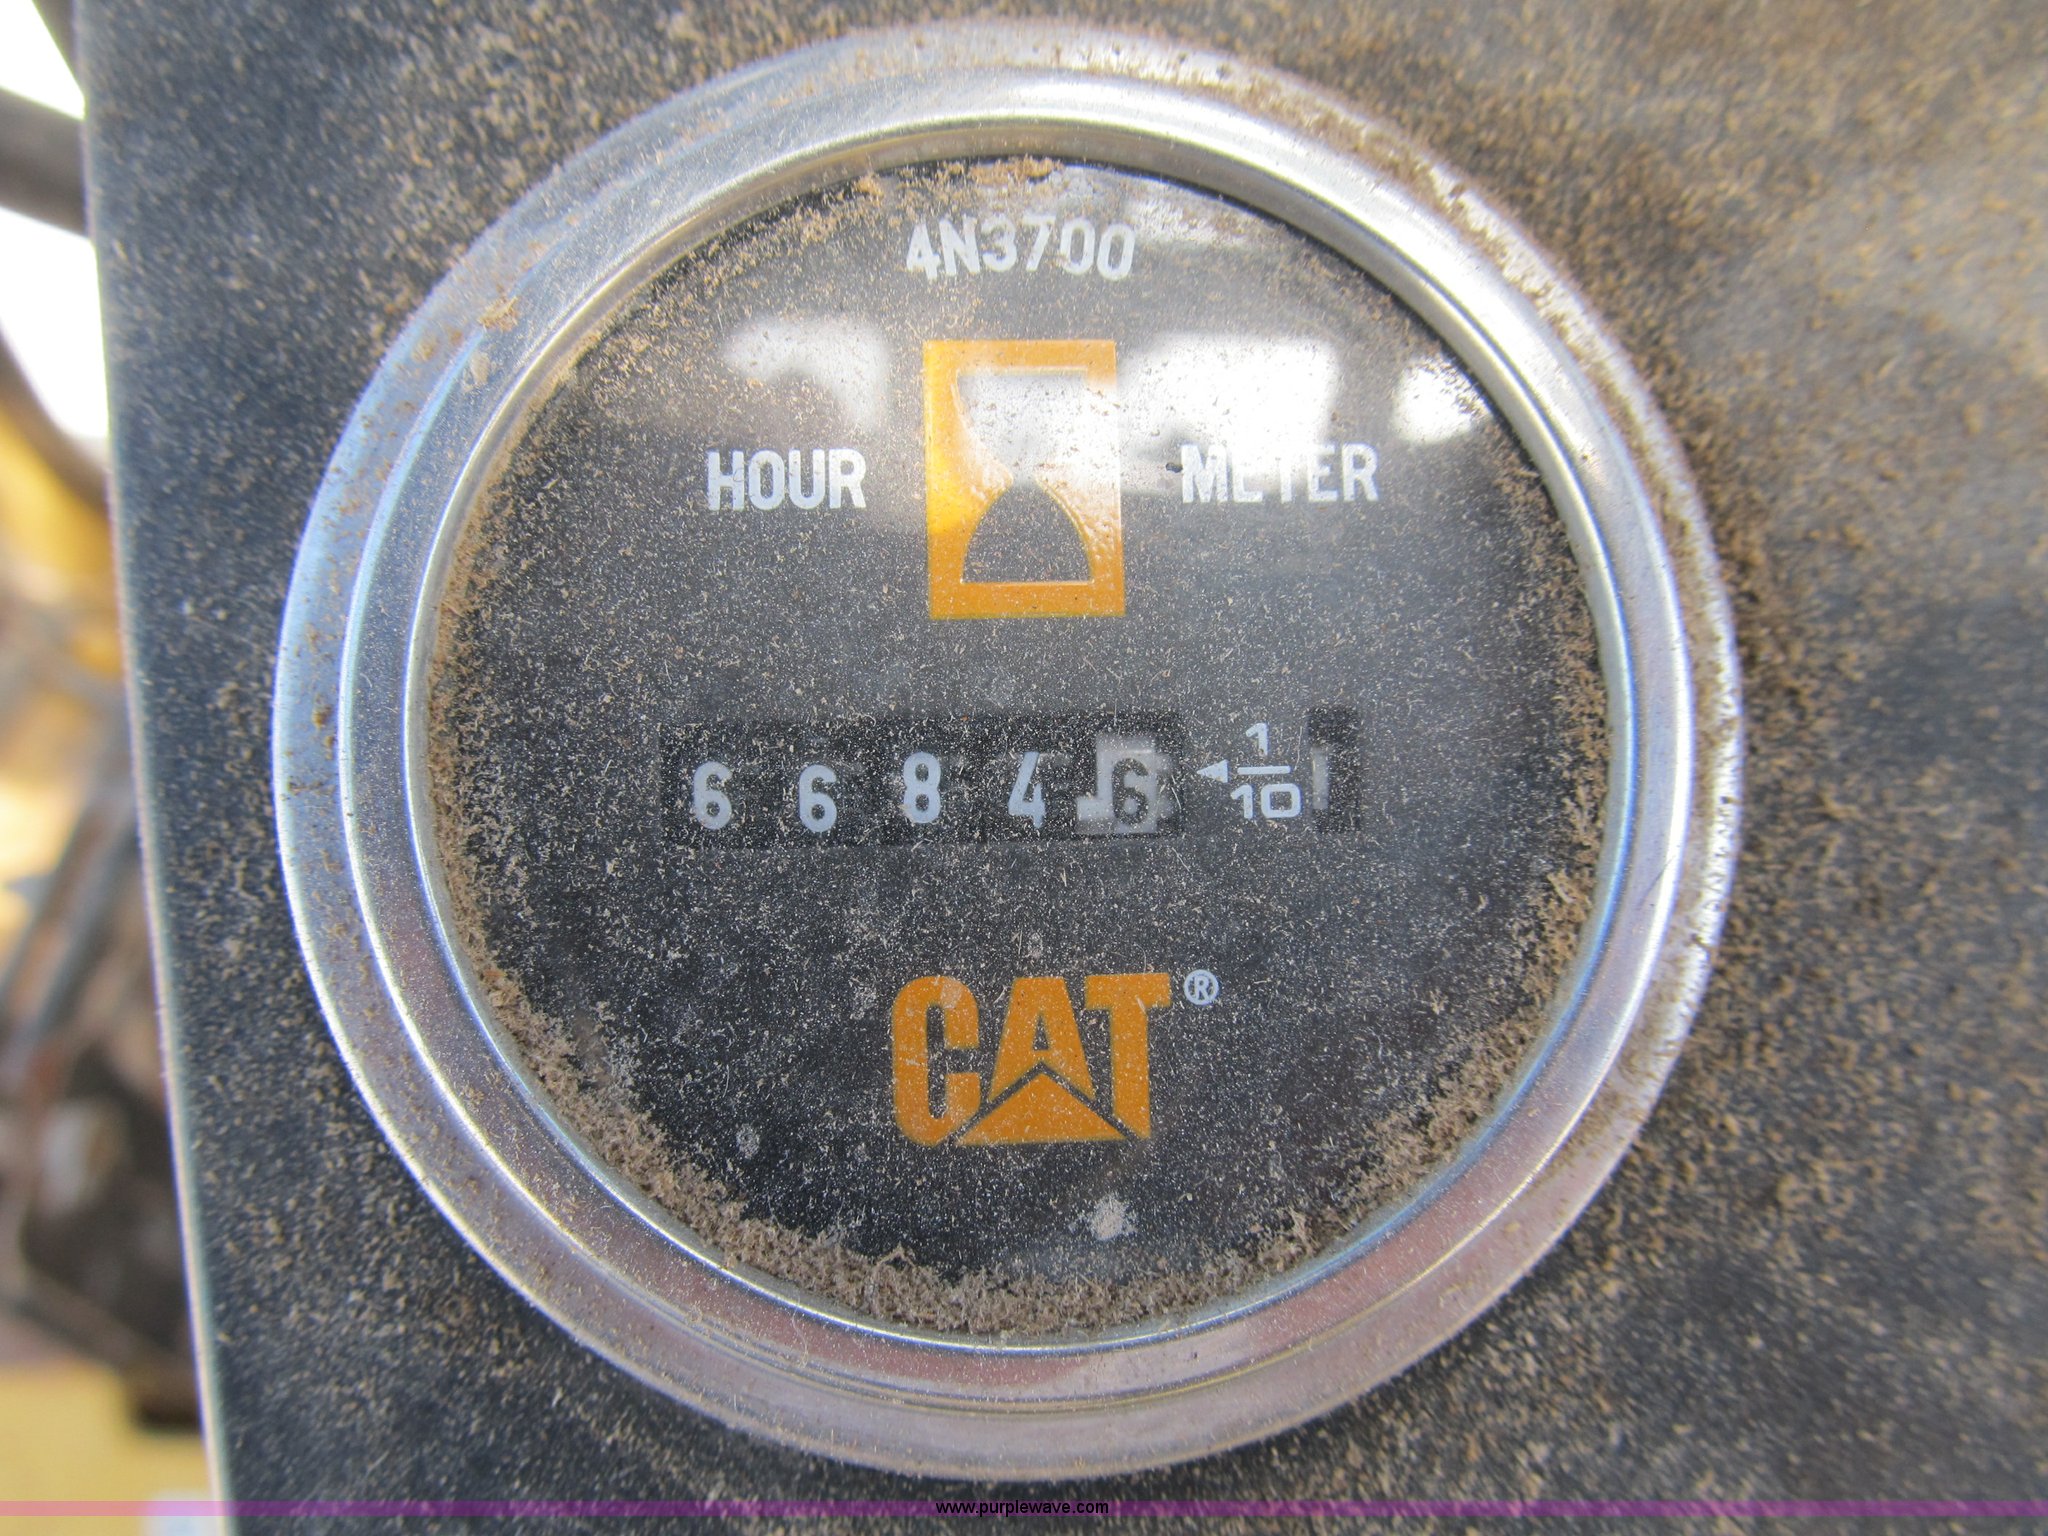 4N3700
HOUR METER
6 6 8 4 6 1/10
CAT®
www.purplewave.com